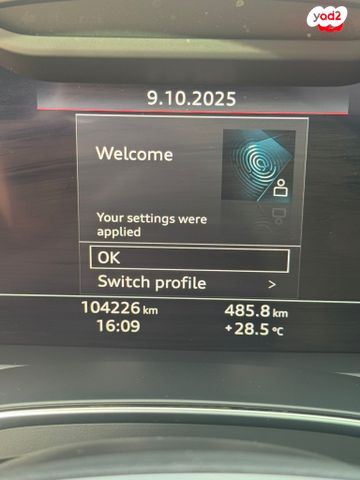 yad2
9.10.2025
Welcome
Your settings were
applied
OK
Switch profile >
104226 km 485.8 km
16:09 +28.5 °C